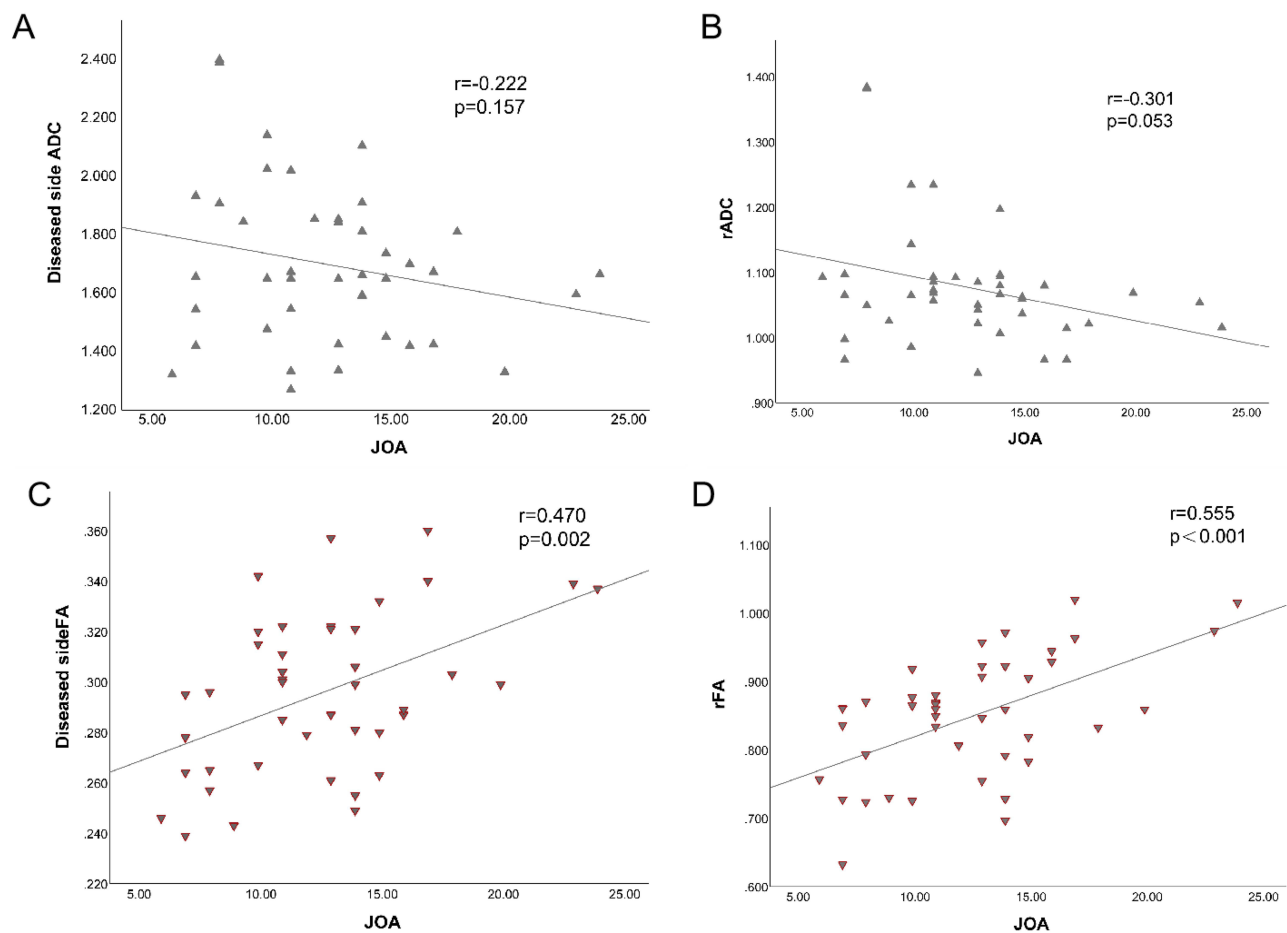 A
r=-0.222
p=0.157
Diseased side ADC
2.400
2.200
2.000
1.800
1.600
1.400
1.200
5.00 10.00 15.00 20.00 25.00
JOA
B
r=-0.301
p=0.053
rADC
1.400
1.300
1.200
1.100
1.000
.900
5.00 10.00 15.00 20.00 25.00
JOA
C
r=0.470
p=0.002
Diseased sideFA
.360
.340
.320
.300
.280
.260
.240
.220
5.00 10.00 15.00 20.00 25.00
JOA
D
r=0.555
p<0.001
rFA
1.100
1.000
.900
.800
.700
.600
5.00 10.00 15.00 20.00 25.00
JOA